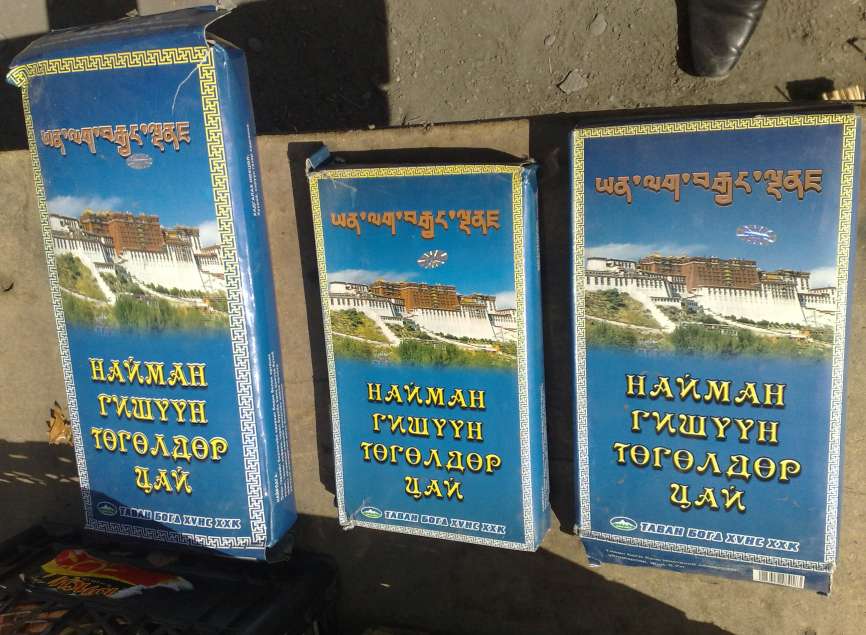 ཡན་ལག་བརྒྱད་ལྡན་ཇ
НАЙМАН
ГИШҮҮН
ТӨГӨЛДӨР
ЦАЙ
ТАВАН БОГД ХҮНС ХХК
ཡན་ལག་བརྒྱད་ལྡན་ཇ
НАЙМАН
ГИШҮҮН
ТӨГӨЛДӨР
ЦАЙ
ТАВАН БОГД ХҮНС ХХК
ཡན་ལག་བརྒྱད་ལྡན་ཇ
НАЙМАН
ГИШҮҮН
ТӨГӨЛДӨР
ЦАЙ
ТАВАН БОГД ХҮНС ХХК